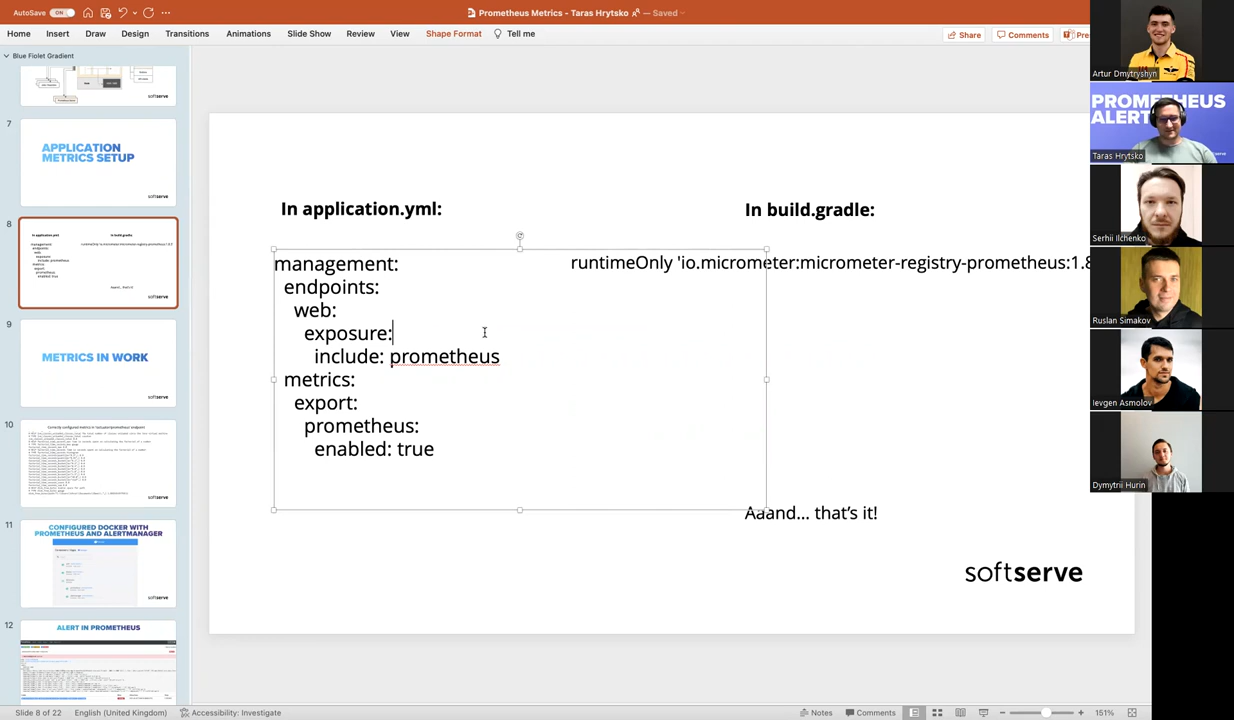 AutoSave ON
Prometheus Metrics - Taras Hrytsko — Saved
Home Insert Draw Design Transitions Animations Slide Show Review View Shape Format Tell me
Share Comments
Blue Fiolet Gradient
softserve
7
APPLICATION
METRICS SETUP
softserve
8
softserve
9
METRICS IN WORK
softserve
10
softserve
11
CONFIGURED DOCKER WITH
PROMETHEUS AND ALERTMANAGER
softserve
12
ALERT IN PROMETHEUS
In application.yml:
management:
endpoints:
web:
exposure:
include: prometheus
metrics:
export:
prometheus:
enabled: true
In build.gradle:
runtimeOnly 'io.micrometer:micrometer-registry-prometheus:1.8
Aaand... that's it!
softserve
Artur Dmytryshyn
PROMETHEUS
ALERT
Taras Hrytsko
Serhii Ilchenko
Ruslan Simakov
Ievgen Asmolov
Dymytrii Hurin
Slide 8 of 22 English (United Kingdom) Accessibility: Investigate
Notes Comments 151%